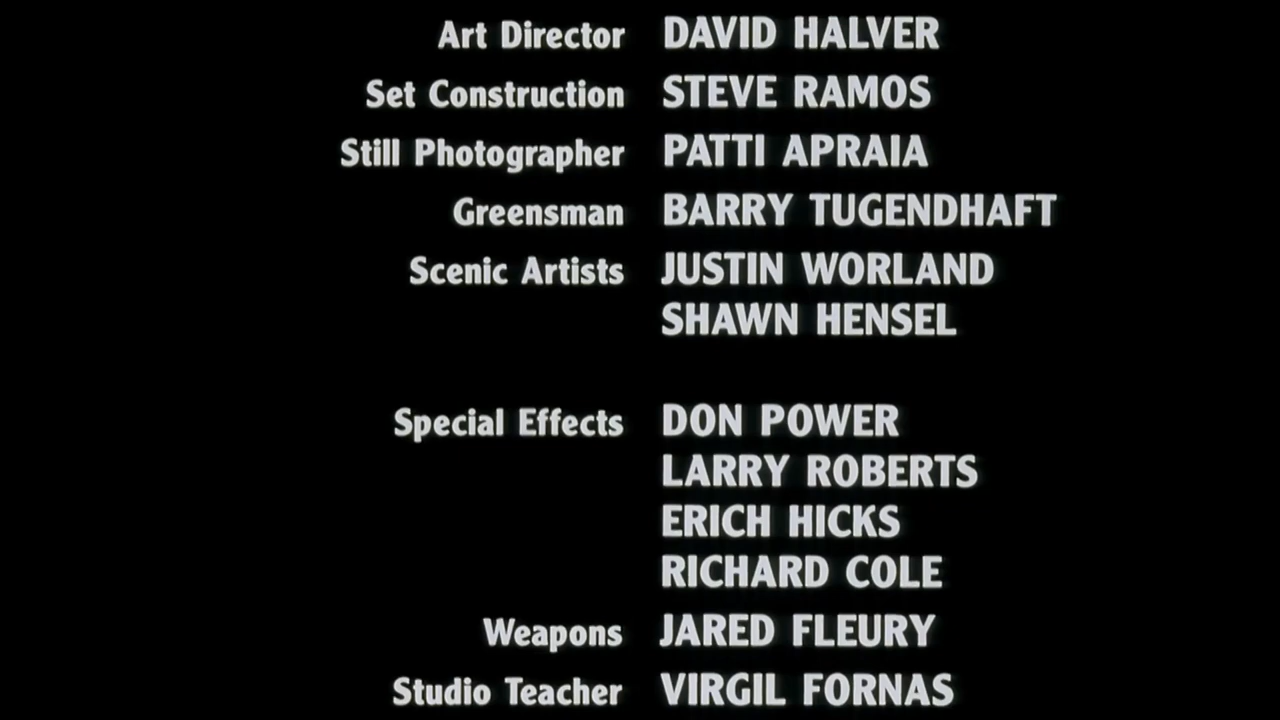 Art Director DAVID HALVER
Set Construction STEVE RAMOS
Still Photographer PATTI APRAIA
Greensman BARRY TUGENDHAFT
Scenic Artists JUSTIN WORLAND
SHAWN HENSEL
Special Effects DON POWER
LARRY ROBERTS
ERICH HICKS
RICHARD COLE
Weapons JARED FLEURY
Studio Teacher VIRGIL FORNAS